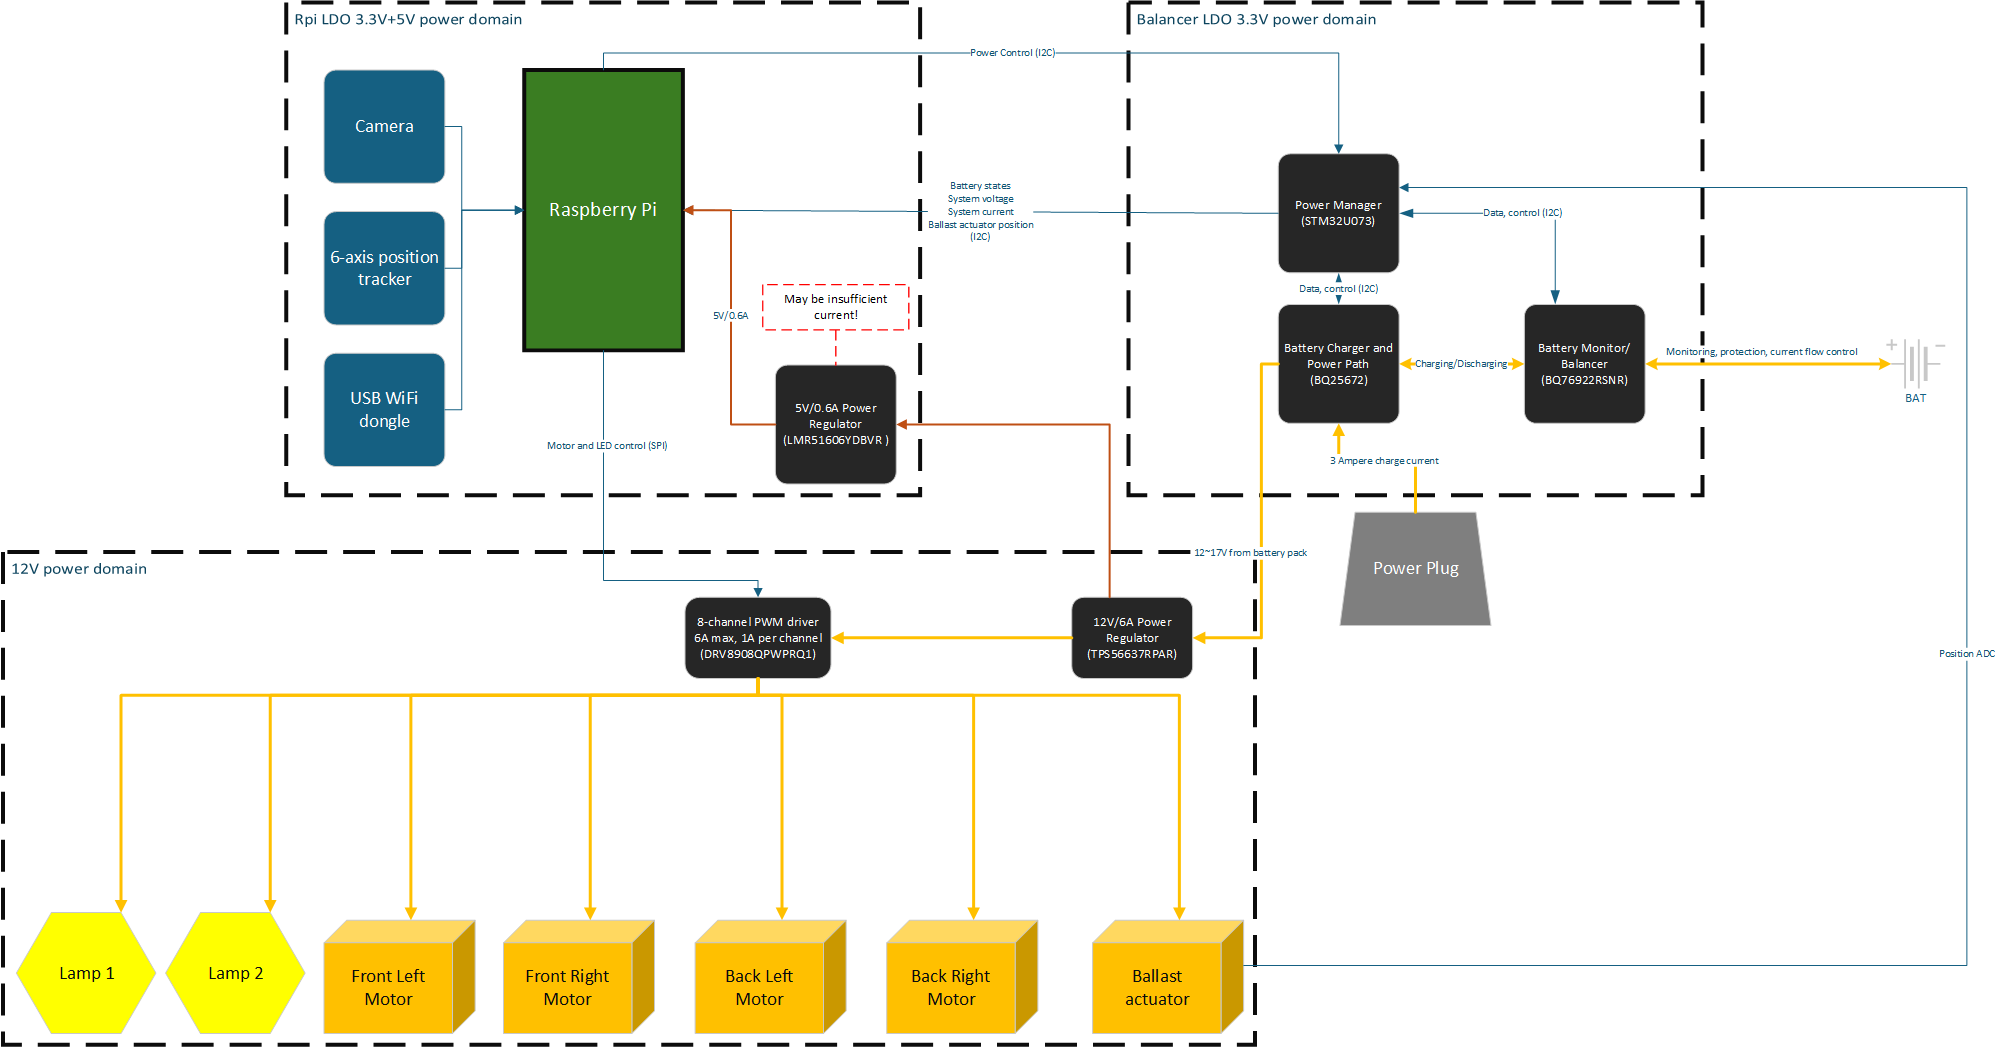 Rpi LDO 3.3V+5V power domain
Balancer LDO 3.3V power domain
Power Control (I2C)
Camera
Raspberry Pi
6-axis position
tracker
USB WiFi
dongle
Battery states
System voltage
System current
Ballast actuator position
(I2C)
Power Manager
(STM32U073)
Data, control (I2C)
Data, control (I2C)
May be insufficient
current!
5V/0.6A
5V/0.6A Power
Regulator
(LMR51606YDBVR )
Battery Charger and
Power Path
(BQ25672)
Charging/Discharging
Battery Monitor/
Balancer
(BQ76922RSNR)
Monitoring, protection, current flow control
+
−
BAT
Motor and LED control (SPI)
3 Ampere charge current
Power Plug
12~17V from battery pack
12V power domain
8-channel PWM driver
6A max, 1A per channel
(DRV8908QPWPRQ1)
12V/6A Power
Regulator
(TPS56637RPAR)
Position ADC
Lamp 1
Lamp 2
Front Left
Motor
Front Right
Motor
Back Left
Motor
Back Right
Motor
Ballast
actuator